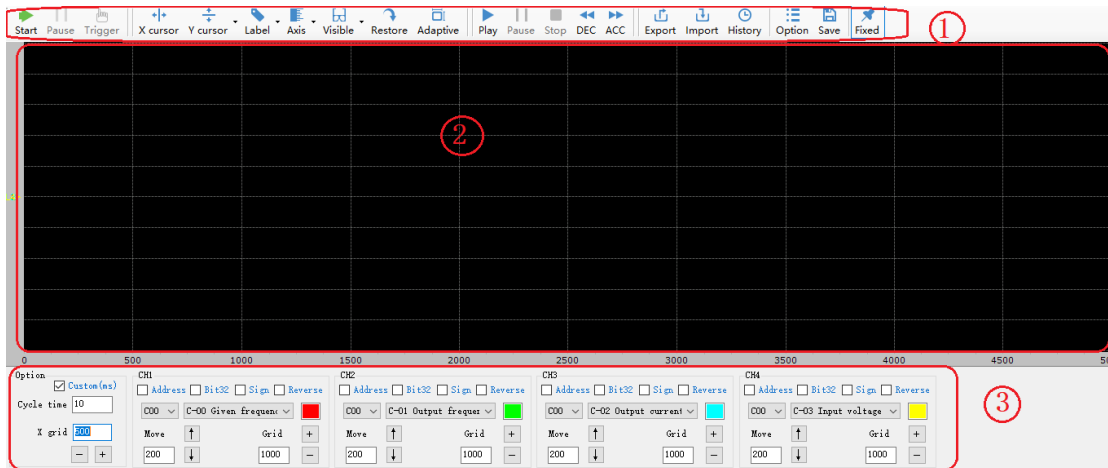 Start Pause Trigger X cursor Y cursor Label Axis Visible Restore Adaptive Play Pause Stop DEC ACC Export Import History Option Save Fixed
①
②
0 500 1000 1500 2000 2500 3000 3500 4000 4500
Option CH1 CH2 CH3 CH4
Custom(ms) Address Bit32 Sign Reverse Address Bit32 Sign Reverse Address Bit32 Sign Reverse Address Bit32 Sign Reverse
③
Cycle time 10 C00 C-00 Given frequenc C00 C-01 Output frequen C00 C-02 Output current C00 C-03 Input voltage
X grid 500 Move ↑ Grid + Move ↑ Grid + Move ↑ Grid + Move ↑ Grid +
- + 200 ↓ 1000 - 200 ↓ 1000 - 200 ↓ 1000 - 200 ↓ 1000 -